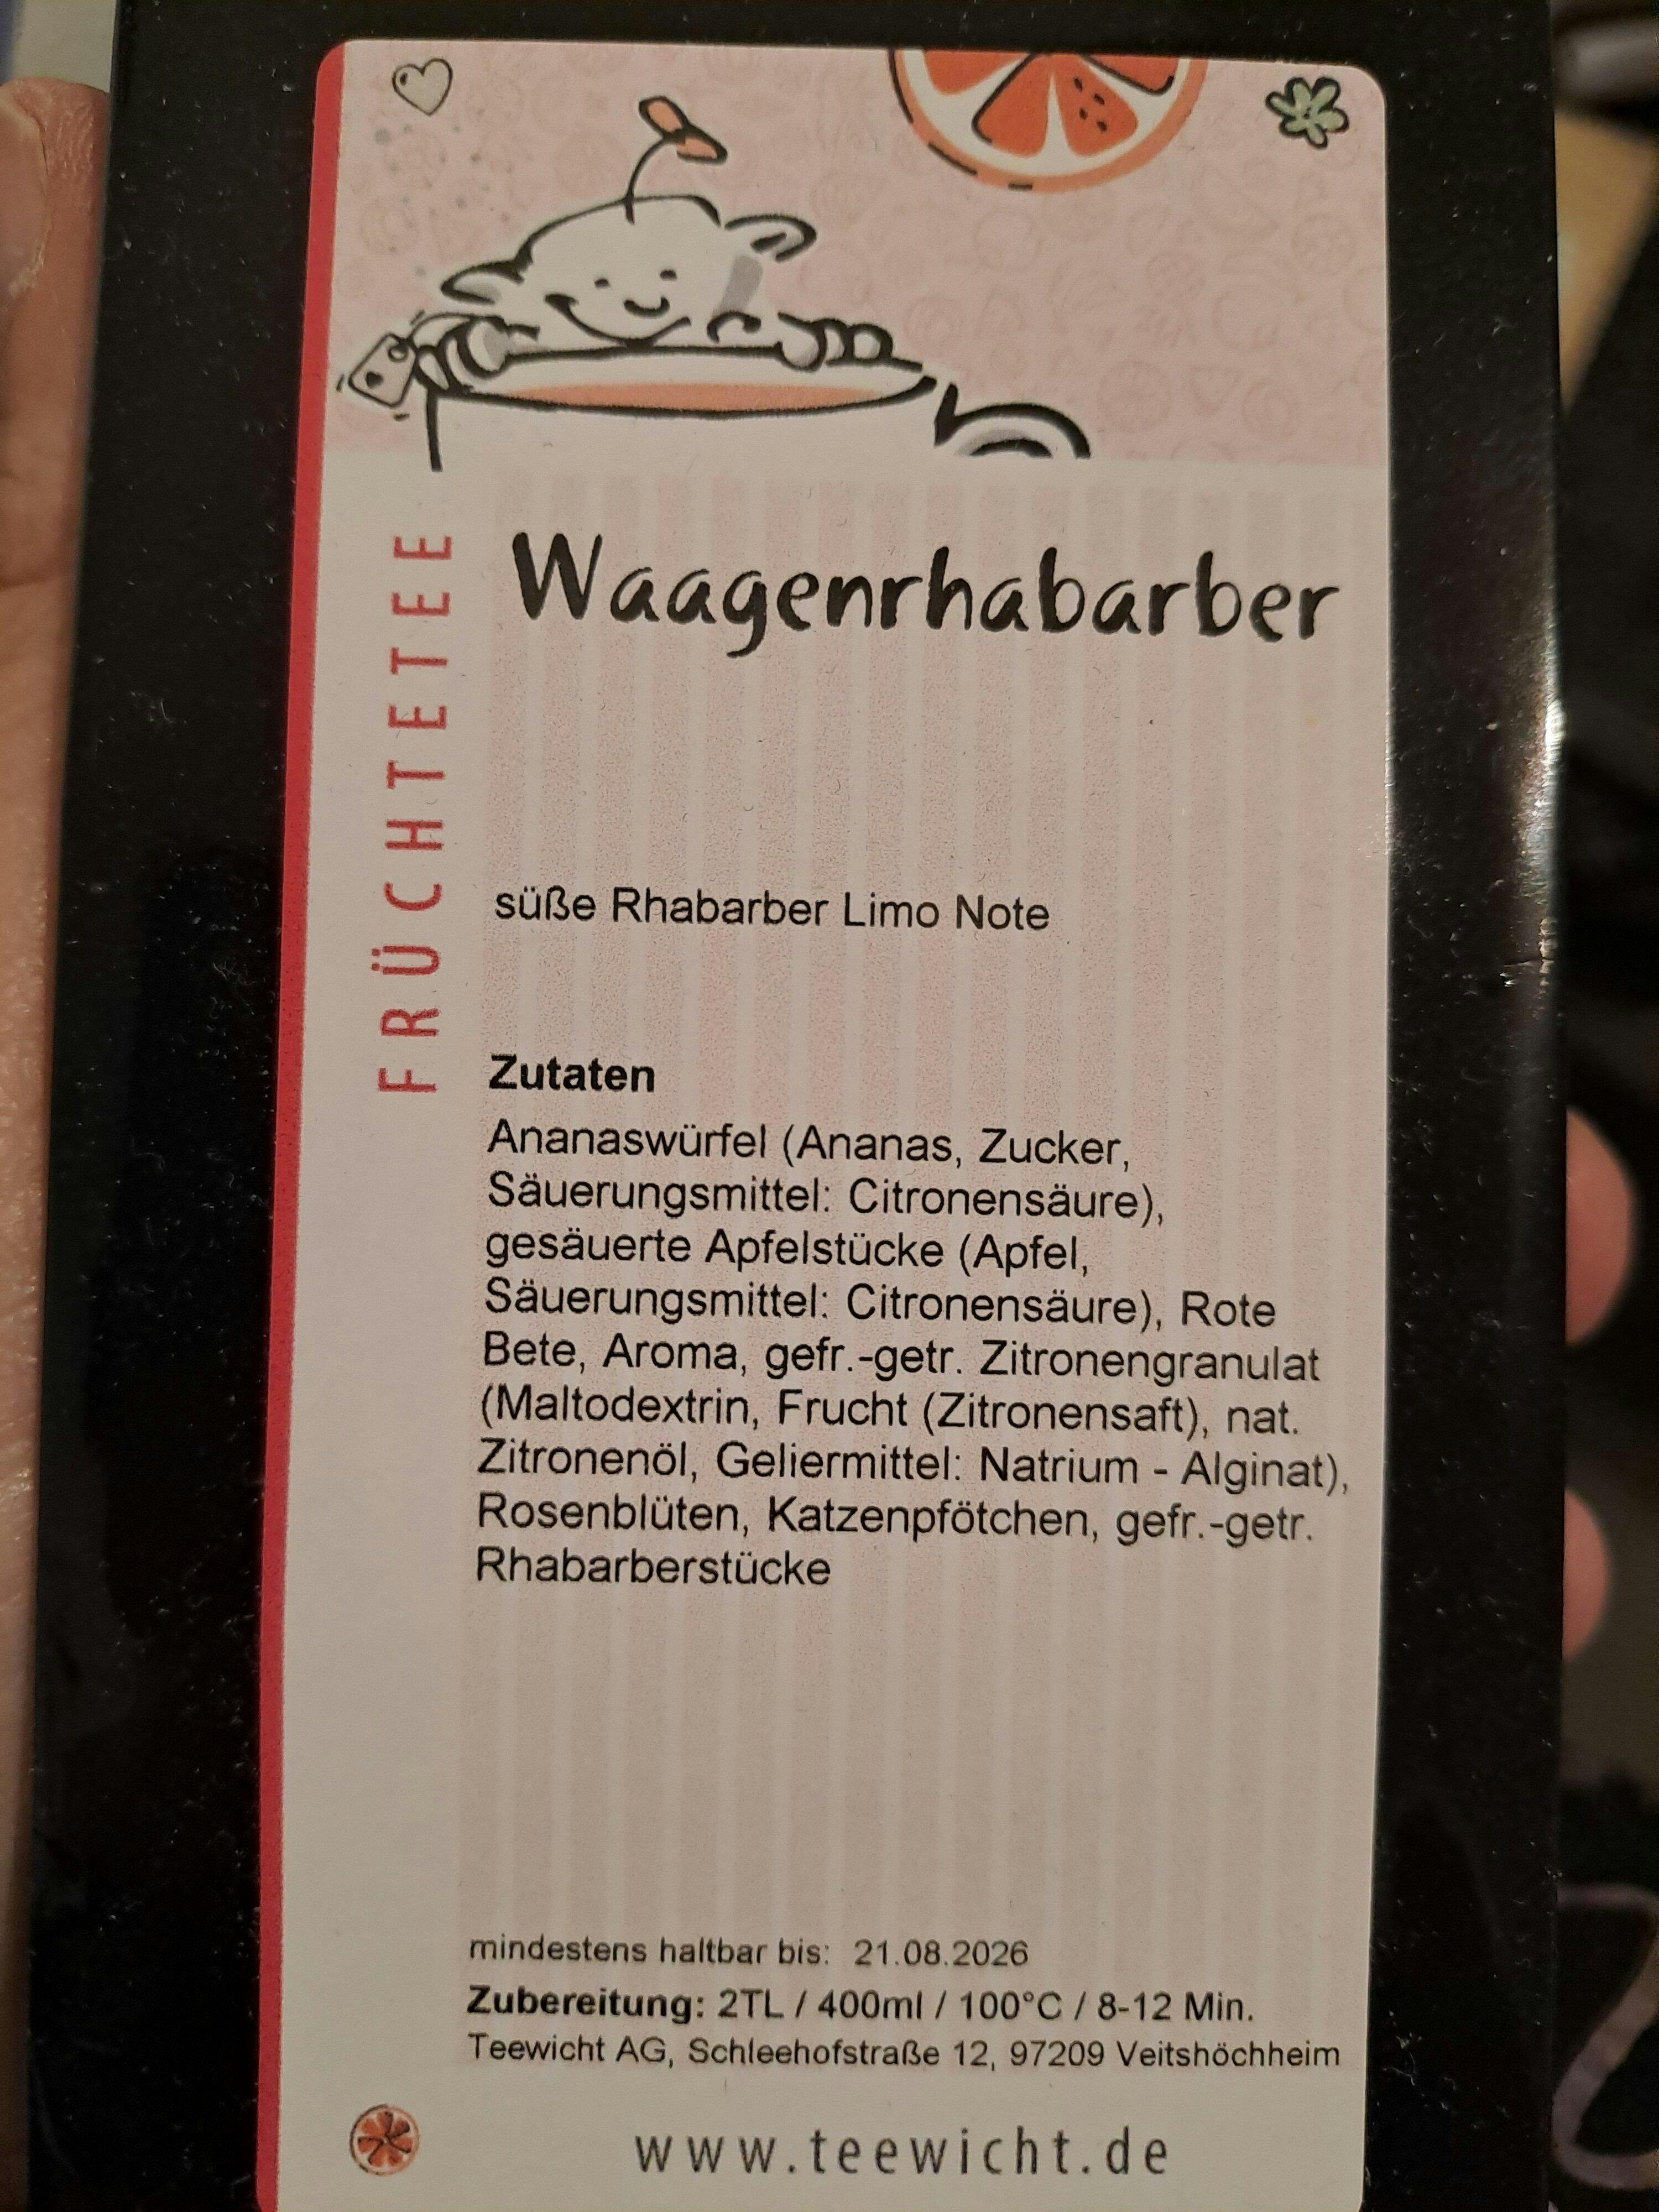 FRÜCHTETEE
Waagenrhabarber
süße Rhabarber Limo Note
Zutaten
Ananaswürfel (Ananas, Zucker,
Säuerungsmittel: Citronensäure),
gesäuerte Apfelstücke (Apfel,
Säuerungsmittel: Citronensäure), Rote
Bete, Aroma, gefr.-getr. Zitronengranulat
(Maltodextrin, Frucht (Zitronensaft), nat.
Zitronenöl, Geliermittel: Natrium - Alginat),
Rosenblüten, Katzenpfötchen, gefr.-getr.
Rhabarberstücke
mindestens haltbar bis: 21.08.2026
Zubereitung: 2TL / 400ml / 100°C / 8-12 Min.
Teewicht AG, Schleehofstraße 12, 97209 Veitshöchheim
www.teewicht.de